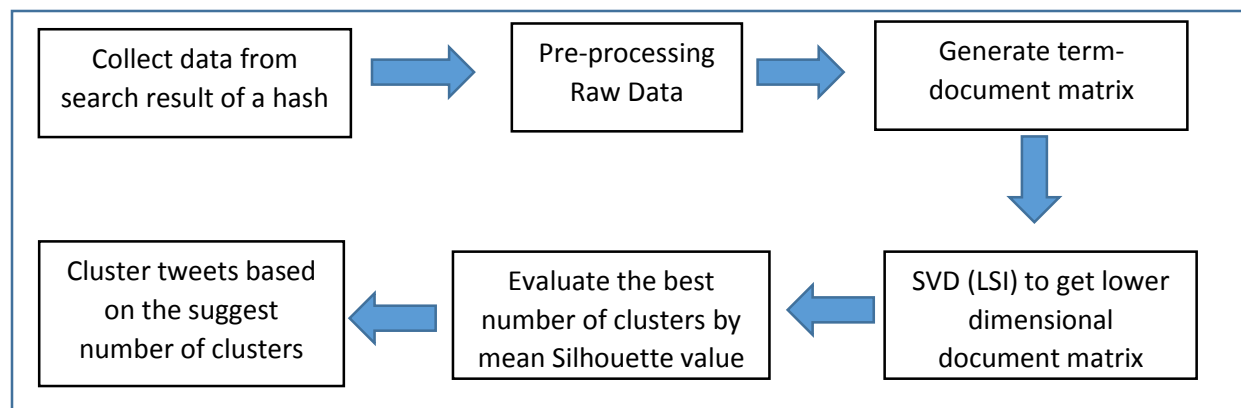 Collect data from
search result of a hash
Pre-processing
Raw Data
Generate term-
document matrix
SVD (LSI) to get lower
dimensional
document matrix
Evaluate the best
number of clusters by
mean Silhouette value
Cluster tweets based
on the suggest
number of clusters